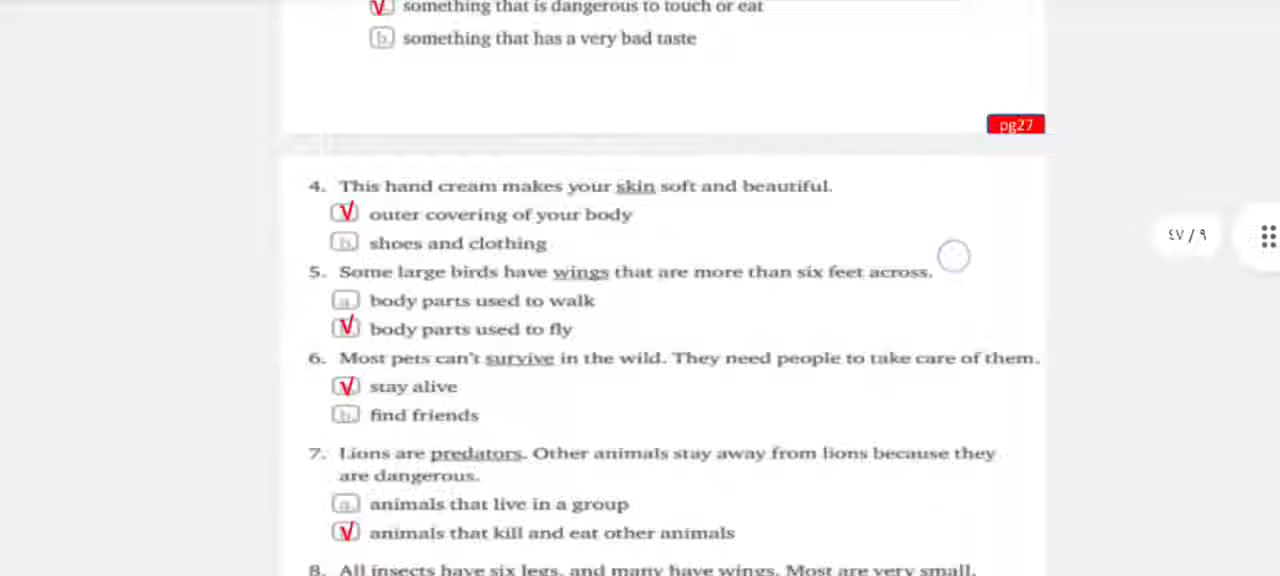 something that is dangerous to touch or eat
b. something that has a very bad taste
pg27
4. This hand cream makes your skin soft and beautiful.
outer covering of your body
b. shoes and clothing
5. Some large birds have wings that are more than six feet across.
a. body parts used to walk
body parts used to fly
6. Most pets can't survive in the wild. They need people to take care of them.
stay alive
b. find friends
7. Lions are predators. Other animals stay away from lions because they
are dangerous.
a. animals that live in a group
animals that kill and eat other animals
8. All insects have six legs, and many have wings. Most are very small.
٤٧ / ٩